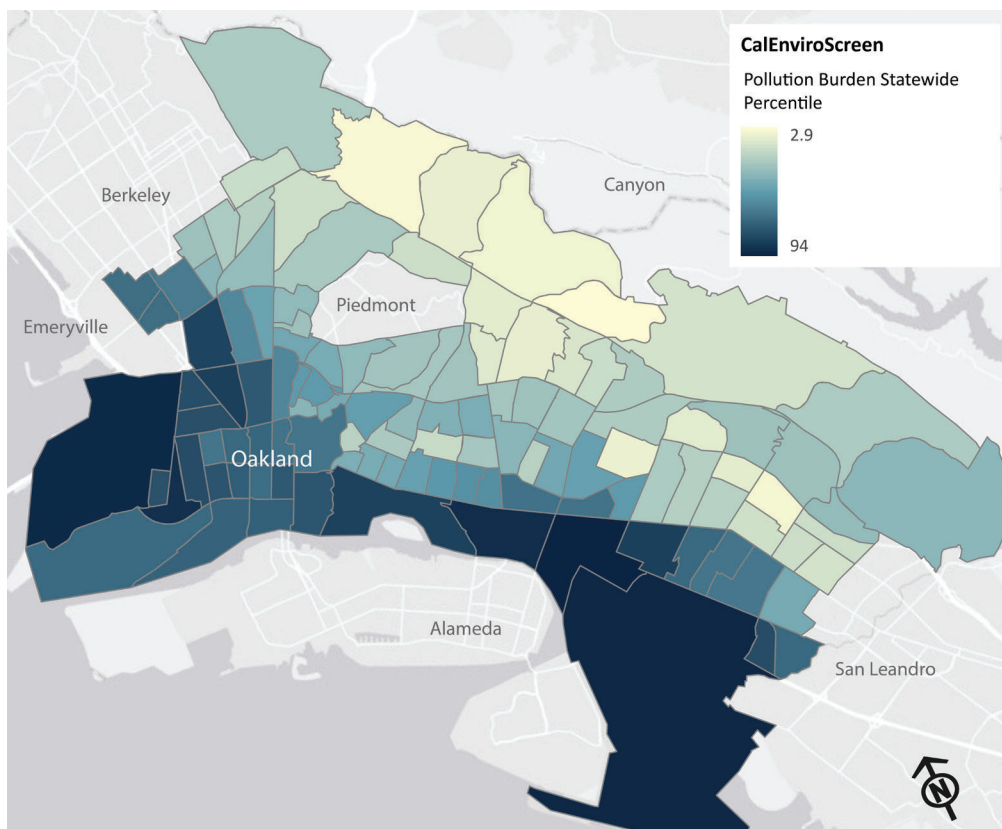 CalEnviroScreen
Pollution Burden Statewide
Percentile
2.9
94
Canyon
Berkeley
Piedmont
Emeryville
Oakland
Alameda
San Leandro
N